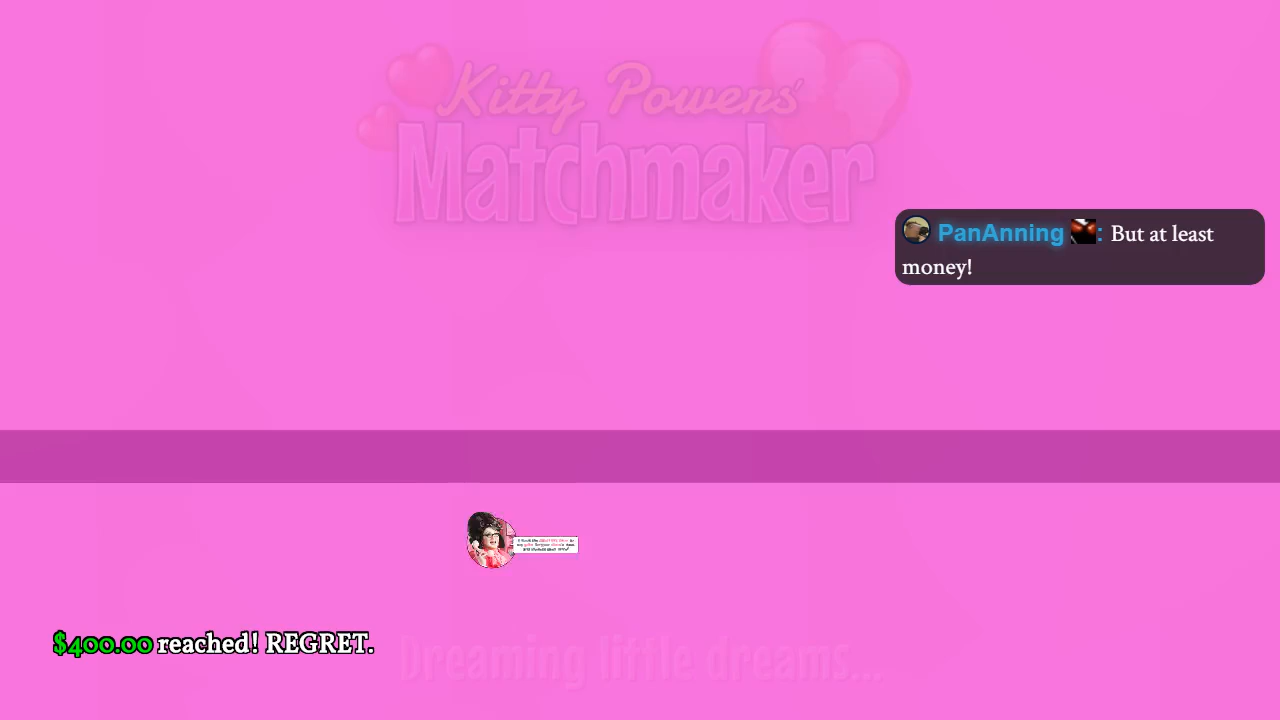 Kitty Powers'
Matchmaker
PanAnning : But at least
money!
$400.00 reached! REGRET.
Dreaming little dreams...